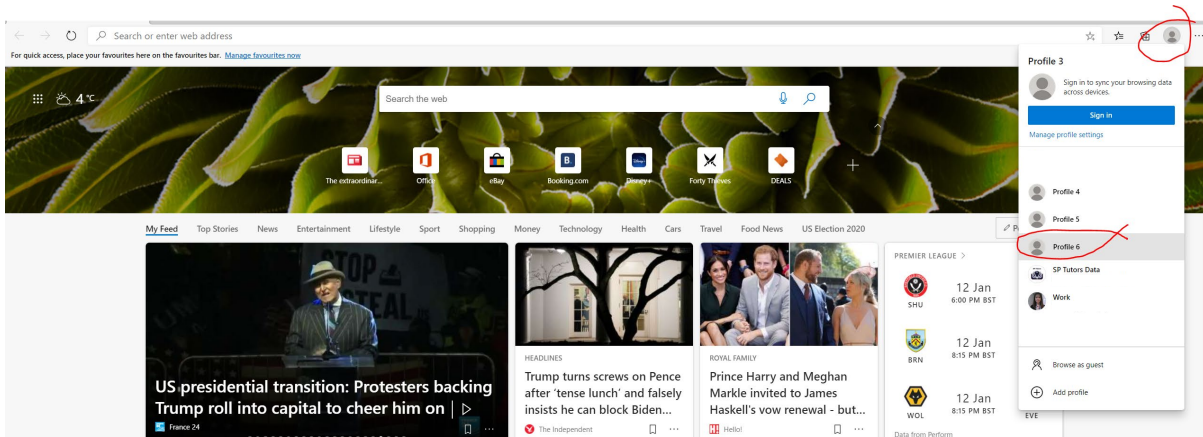 Search or enter web address
For quick access, place your favourites here on the favourites bar. Manage favourites now
4 °C
Search the web
The extraordinar...
Office
eBay
B.
Booking.com
Disney+
Forty Thieves
DEALS
My Feed Top Stories News Entertainment Lifestyle Sport Shopping Money Technology Health Cars Travel Food News US Election 2020
STOP
STEAL
US presidential transition: Protesters backing
Trump roll into capital to cheer him on |
France 24
HEADLINES
Trump turns screws on Pence
after 'tense lunch' and falsely
insists he can block Biden...
The Independent
ROYAL FAMILY
Prince Harry and Meghan
Markle invited to James
Haskell's vow renewal - but...
Hello!
PREMIER LEAGUE >
SHU
12 Jan
6:00 PM BST
BRN
12 Jan
8:15 PM BST
WOL
12 Jan
8:15 PM BST
EVE
Data from Perform
Profile 3
Sign in to sync your browsing data
across devices.
Sign in
Manage profile settings
Profile 4
Profile 5
Profile 6
SP Tutors Data
Work
Browse as guest
Add profile